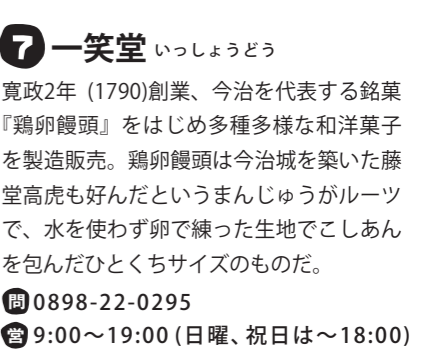 7 一笑堂 いっしょうどう
寛政2年 (1790)創業、今治を代表する銘菓
『鶏卵饅頭』をはじめ多種多様な和洋菓子
を製造販売。鶏卵饅頭は今治城を築いた藤
堂高虎も好んだというまんじゅうがルーツ
で、水を使わず卵で練った生地でこしあん
を包んだひとくちサイズのものだ。
問 0898-22-0295
営 9:00〜19:00 (日曜、祝日は〜18:00)